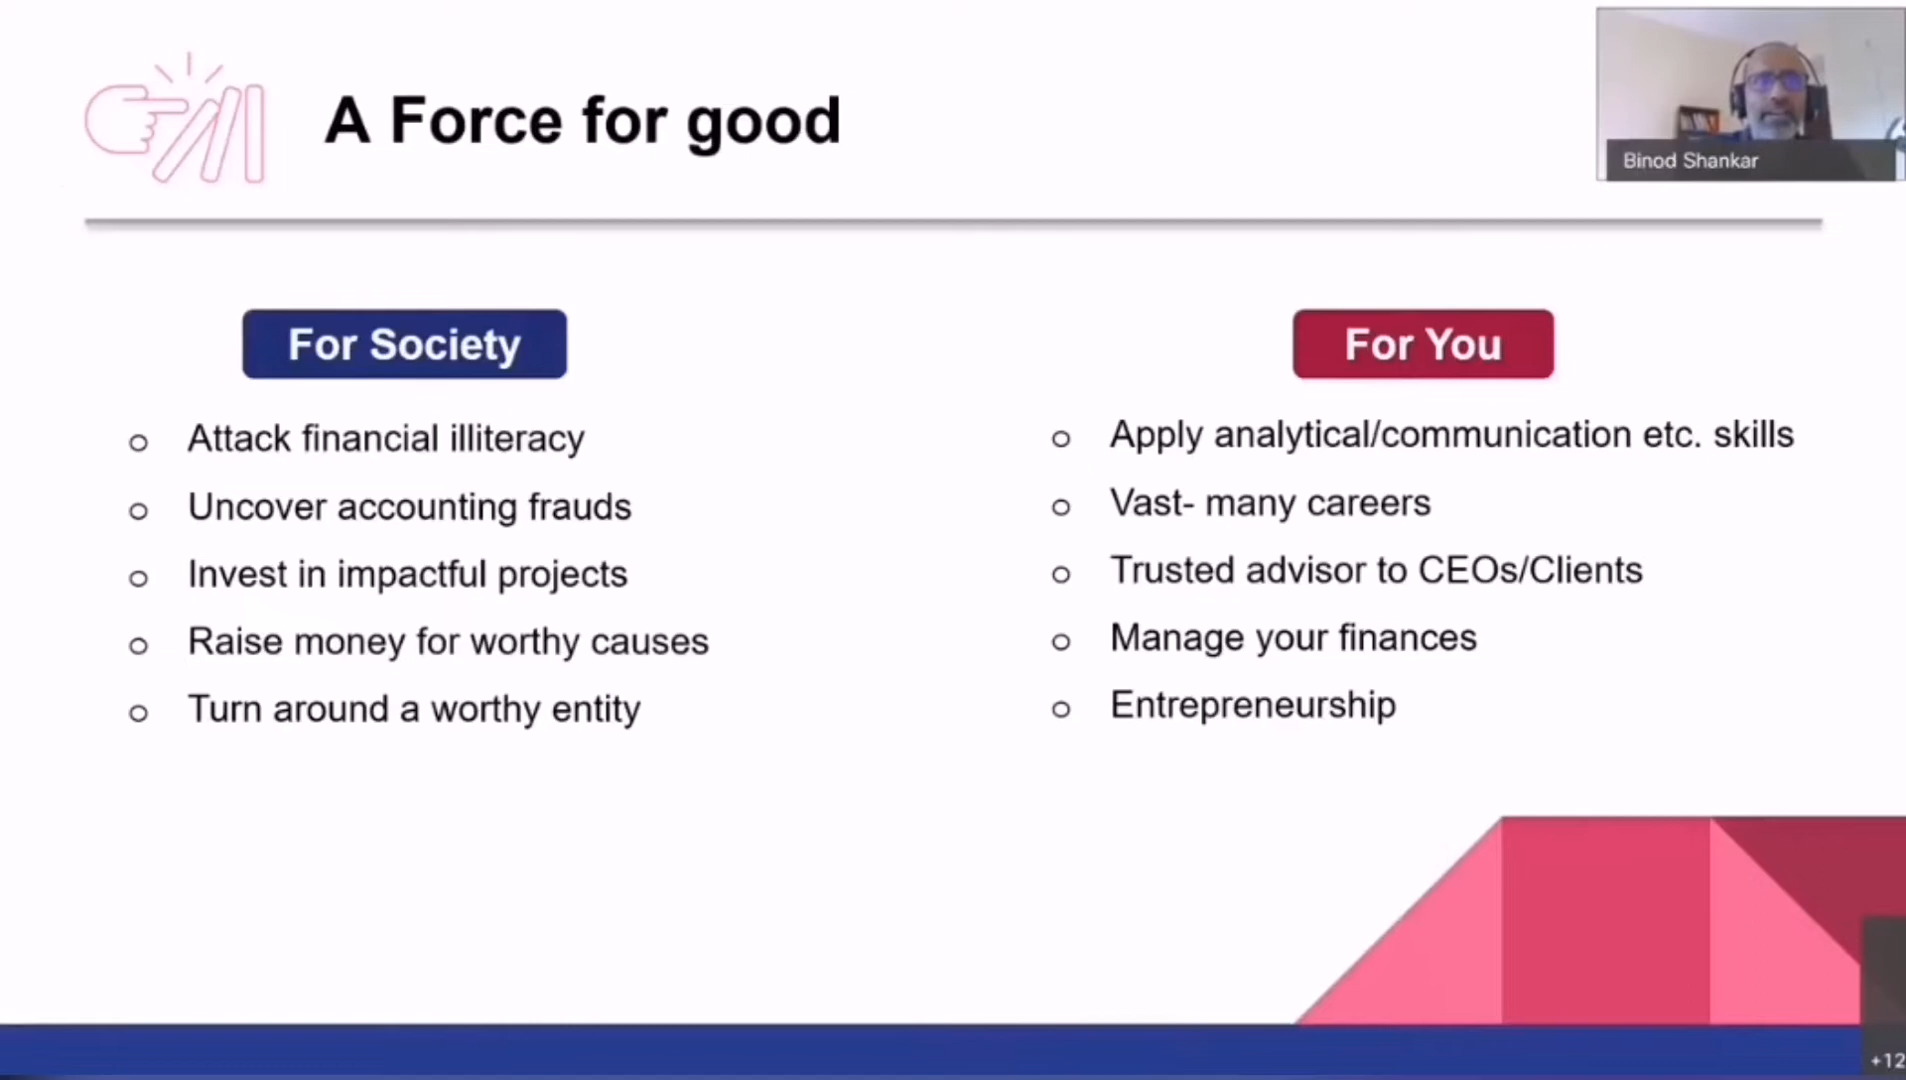 A Force for good
Binod Shankar
For Society
Attack financial illiteracy
Uncover accounting frauds
Invest in impactful projects
Raise money for worthy causes
Turn around a worthy entity
For You
Apply analytical/communication etc. skills
Vast- many careers
Trusted advisor to CEOs/Clients
Manage your finances
Entrepreneurship
+12